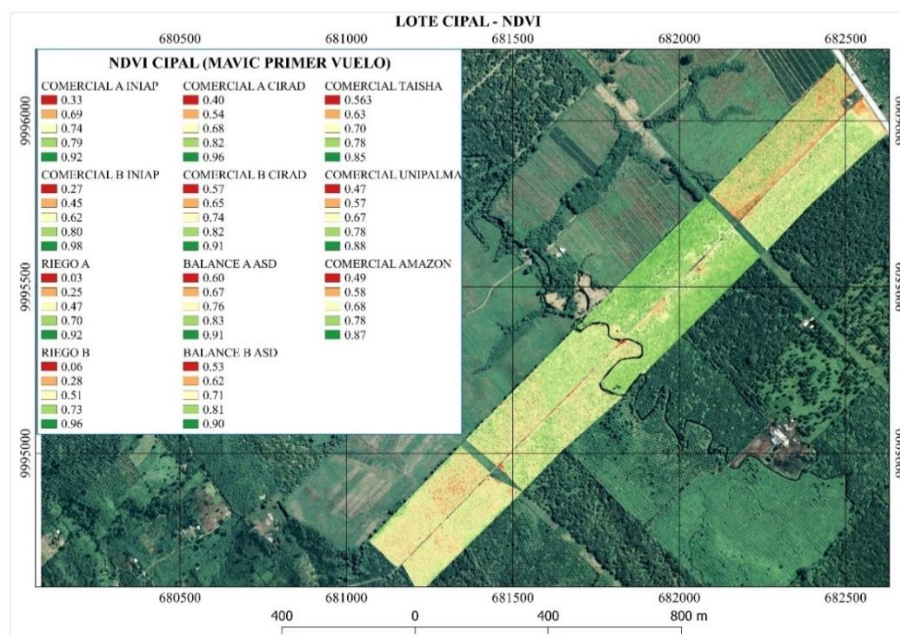 LOTE CIPAL - NDVI
680500 681000 681500 682000 682500
NDVI CIPAL (MAVIC PRIMER VUELO)
COMERCIAL A INIAP COMERCIAL A CIRAD COMERCIAL TAISHA
0.33 0.40 0.563
0.69 0.54 0.63
0.74 0.68 0.70
0.79 0.82 0.78
0.92 0.96 0.85
COMERCIAL B INIAP COMERCIAL B CIRAD COMERCIAL UNIPALMA
0.27 0.57 0.47
0.45 0.65 0.57
0.62 0.74 0.67
0.80 0.82 0.78
0.98 0.91 0.88
RIEGO A BALANCE A ASD COMERCIAL AMAZON
0.03 0.60 0.49
0.25 0.67 0.58
0.47 0.76 0.68
0.70 0.83 0.78
0.92 0.91 0.87
RIEGO B BALANCE B ASD
0.06 0.53
0.28 0.62
0.51 0.71
0.73 0.81
0.96 0.90
9996000
9995500
9995000
680500 681000 681500 682000 682500
400 0 400 800 m